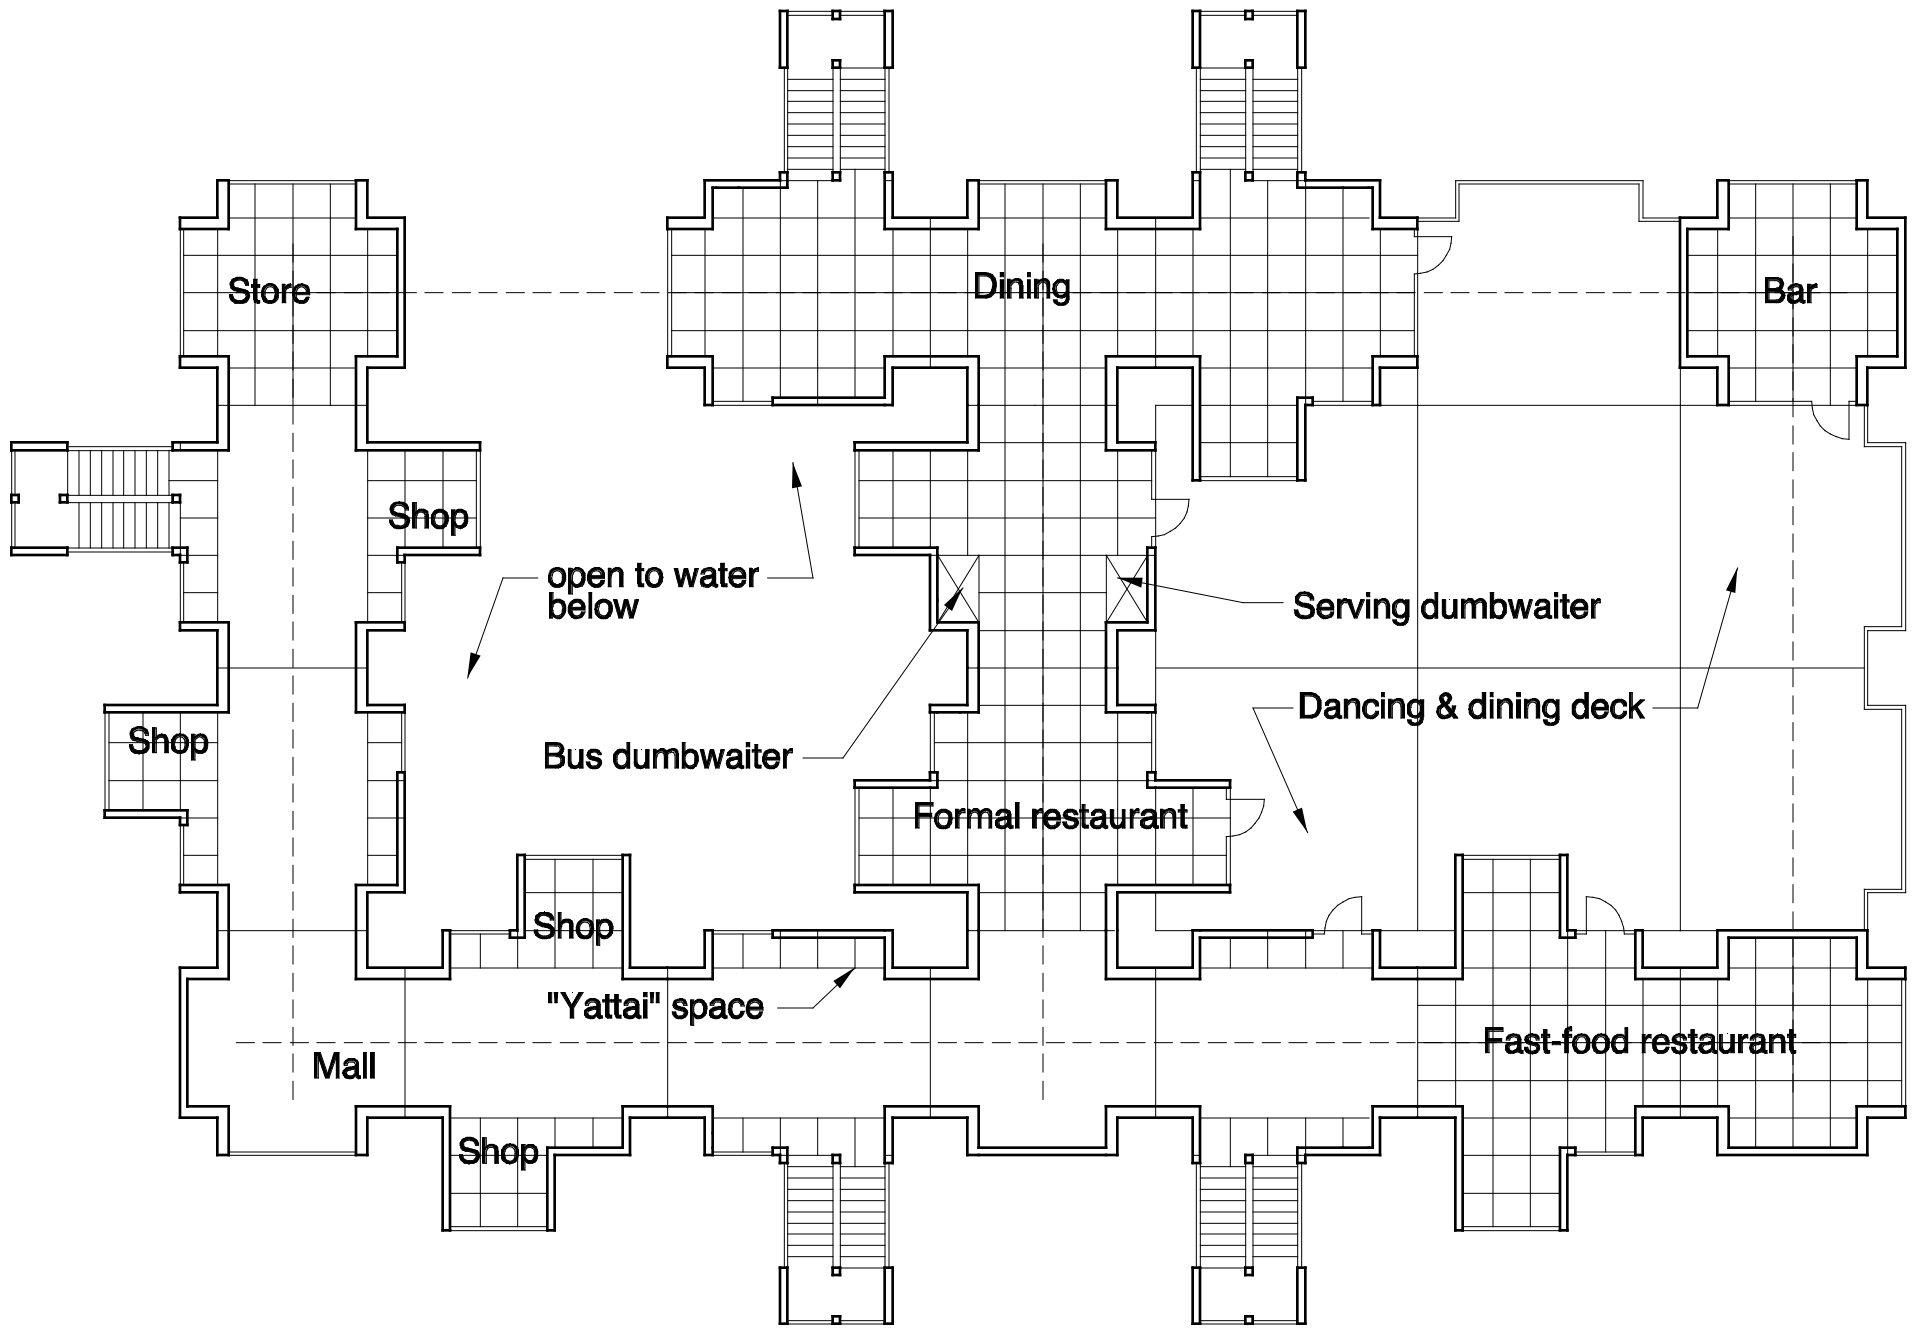 Store
Dining
Bar
Shop
open to water
below
Serving dumbwaiter
Dancing & dining deck
Shop
Bus dumbwaiter
Formal restaurant
Shop
"Yattai" space
Fast-food restaurant
Mall
Shop